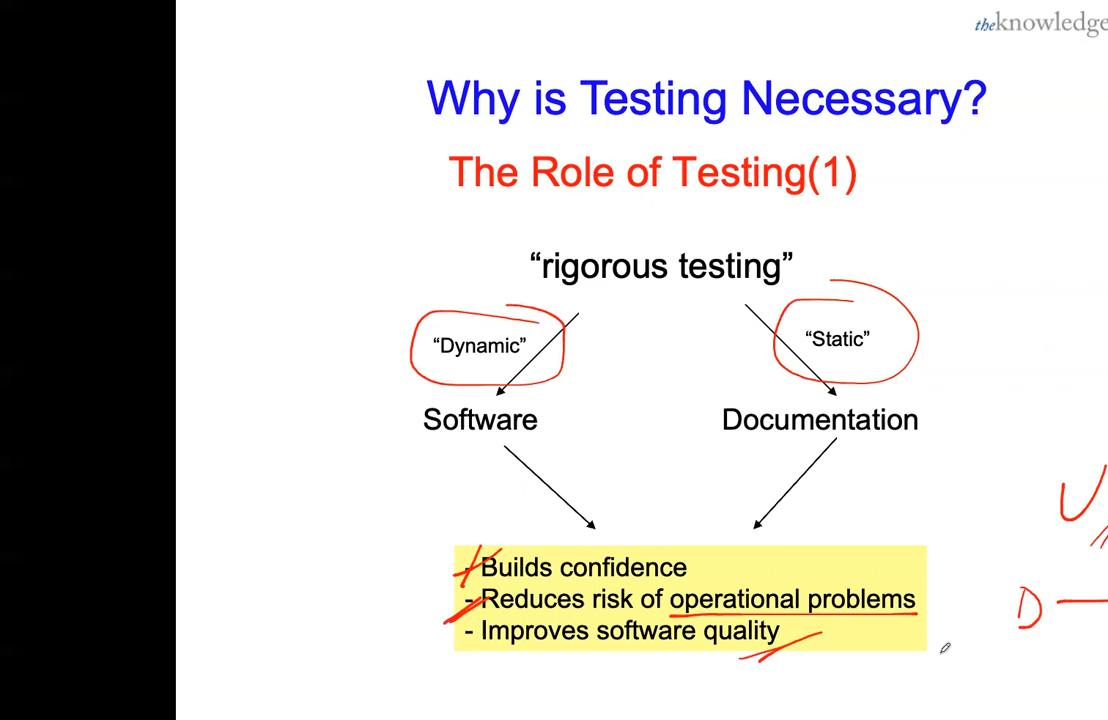 theknowledge
Why is Testing Necessary?
The Role of Testing(1)
“rigorous testing”
“Dynamic”
“Static”
Software
Documentation
- Builds confidence
- Reduces risk of operational problems
- Improves software quality
D